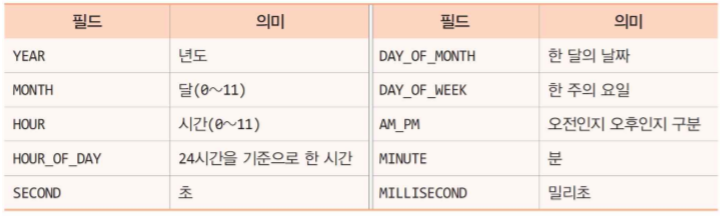 필드 의미 필드 의미
YEAR 년도 DAY_OF_MONTH 한 달의 날짜
MONTH 달(0~11) DAY_OF_WEEK 한 주의 요일
HOUR 시간(0~11) AM_PM 오전인지 오후인지 구분
HOUR_OF_DAY 24시간을 기준으로 한 시간 MINUTE 분
SECOND 초 MILLISECOND 밀리초